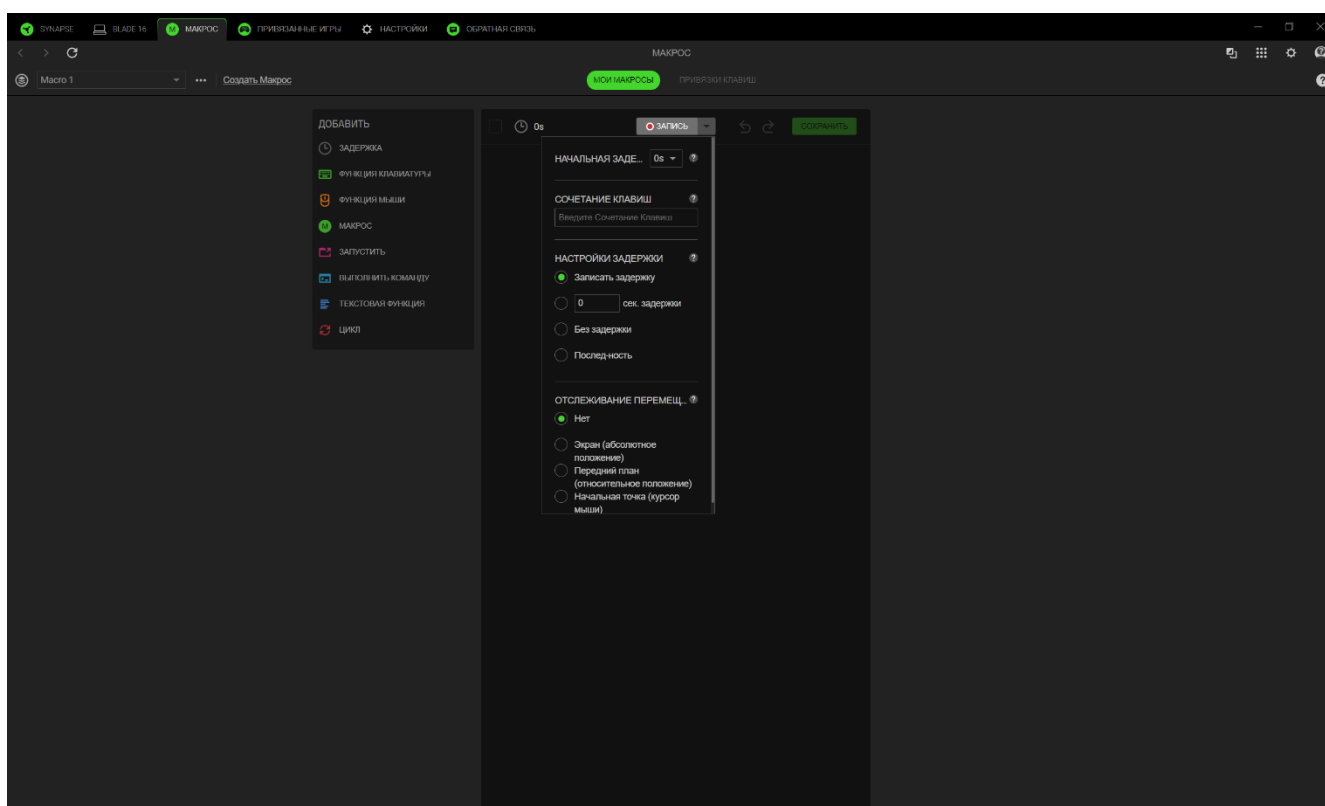 SYNAPSE BLADE 16 МАКРОС ПРИВЯЗАННЫЕ ИГРЫ НАСТРОЙКИ ОБРАТНАЯ СВЯЗЬ
МАКРОС
Macro 1 Создать Макрос МОИ МАКРОСЫ ПРИВЯЗКИ КЛАВИШ
ДОБАВИТЬ
ЗАДЕРЖКА
ФУНКЦИЯ КЛАВИАТУРЫ
ФУНКЦИЯ МЫШИ
МАКРОС
ЗАПУСТИТЬ
ВЫПОЛНИТЬ КОМАНДУ
ТЕКСТОВАЯ ФУНКЦИЯ
ЦИКЛ
0s ЗАПИСЬ СОХРАНИТЬ
НАЧАЛЬНАЯ ЗАДЕ... 0s
СОЧЕТАНИЕ КЛАВИШ
Введите Сочетание Клавиш
НАСТРОЙКИ ЗАДЕРЖКИ
Записать задержку
0 сек. задержки
Без задержки
Послед-ность
ОТСЛЕЖИВАНИЕ ПЕРЕМЕЩ...
Нет
Экран (абсолютное
положение)
Передний план
(относительное положение)
Начальная точка (курсор
мыши)